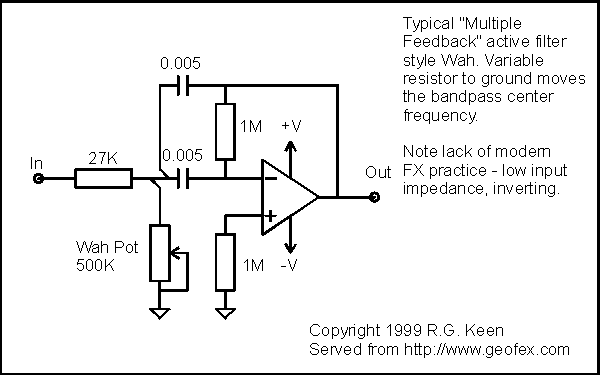 Typical "Multiple
Feedback" active filter
style Wah. Variable
resistor to ground moves
the bandpass center
frequency.
Note lack of modern
FX practice - low input
impedance, inverting.
0.005
1M
+V
In
27K
0.005
Out
−
+
Wah Pot
500K
1M
-V
Copyright 1999 R.G. Keen
Served from http://www.geofex.com